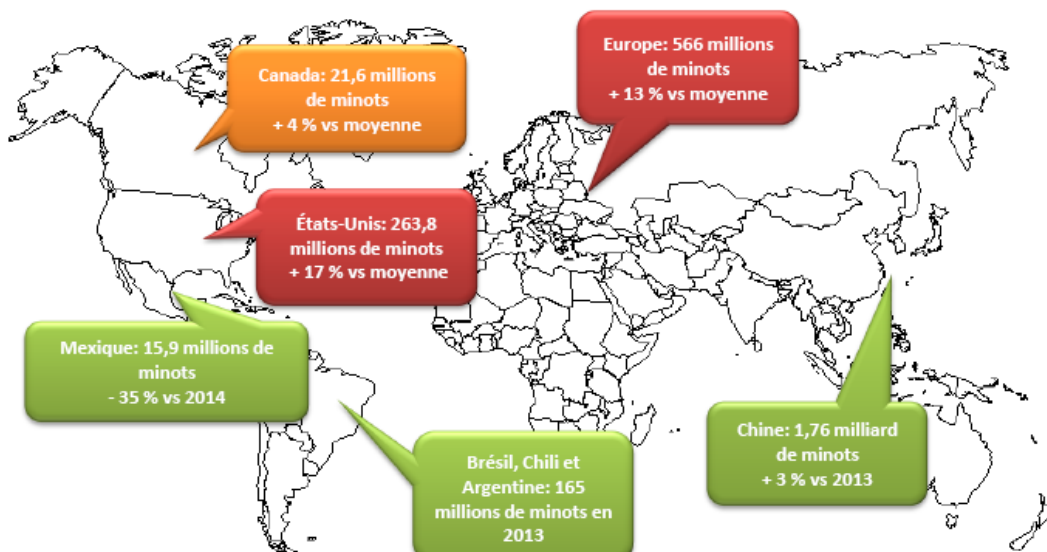 Canada: 21,6 millions
de minots
+ 4 % vs moyenne
Europe: 566 millions
de minots
+ 13 % vs moyenne
États-Unis: 263,8
millions de minots
+ 17 % vs moyenne
Mexique: 15,9 millions de
minots
- 35 % vs 2014
Brésil, Chili et
Argentine: 165
millions de minots en
2013
Chine: 1,76 milliard
de minots
+ 3 % vs 2013